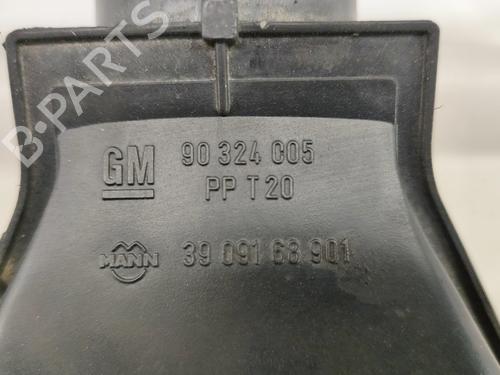 GM 90 324 005
PP T20
MANN 39 091 68 901
B-PARTS